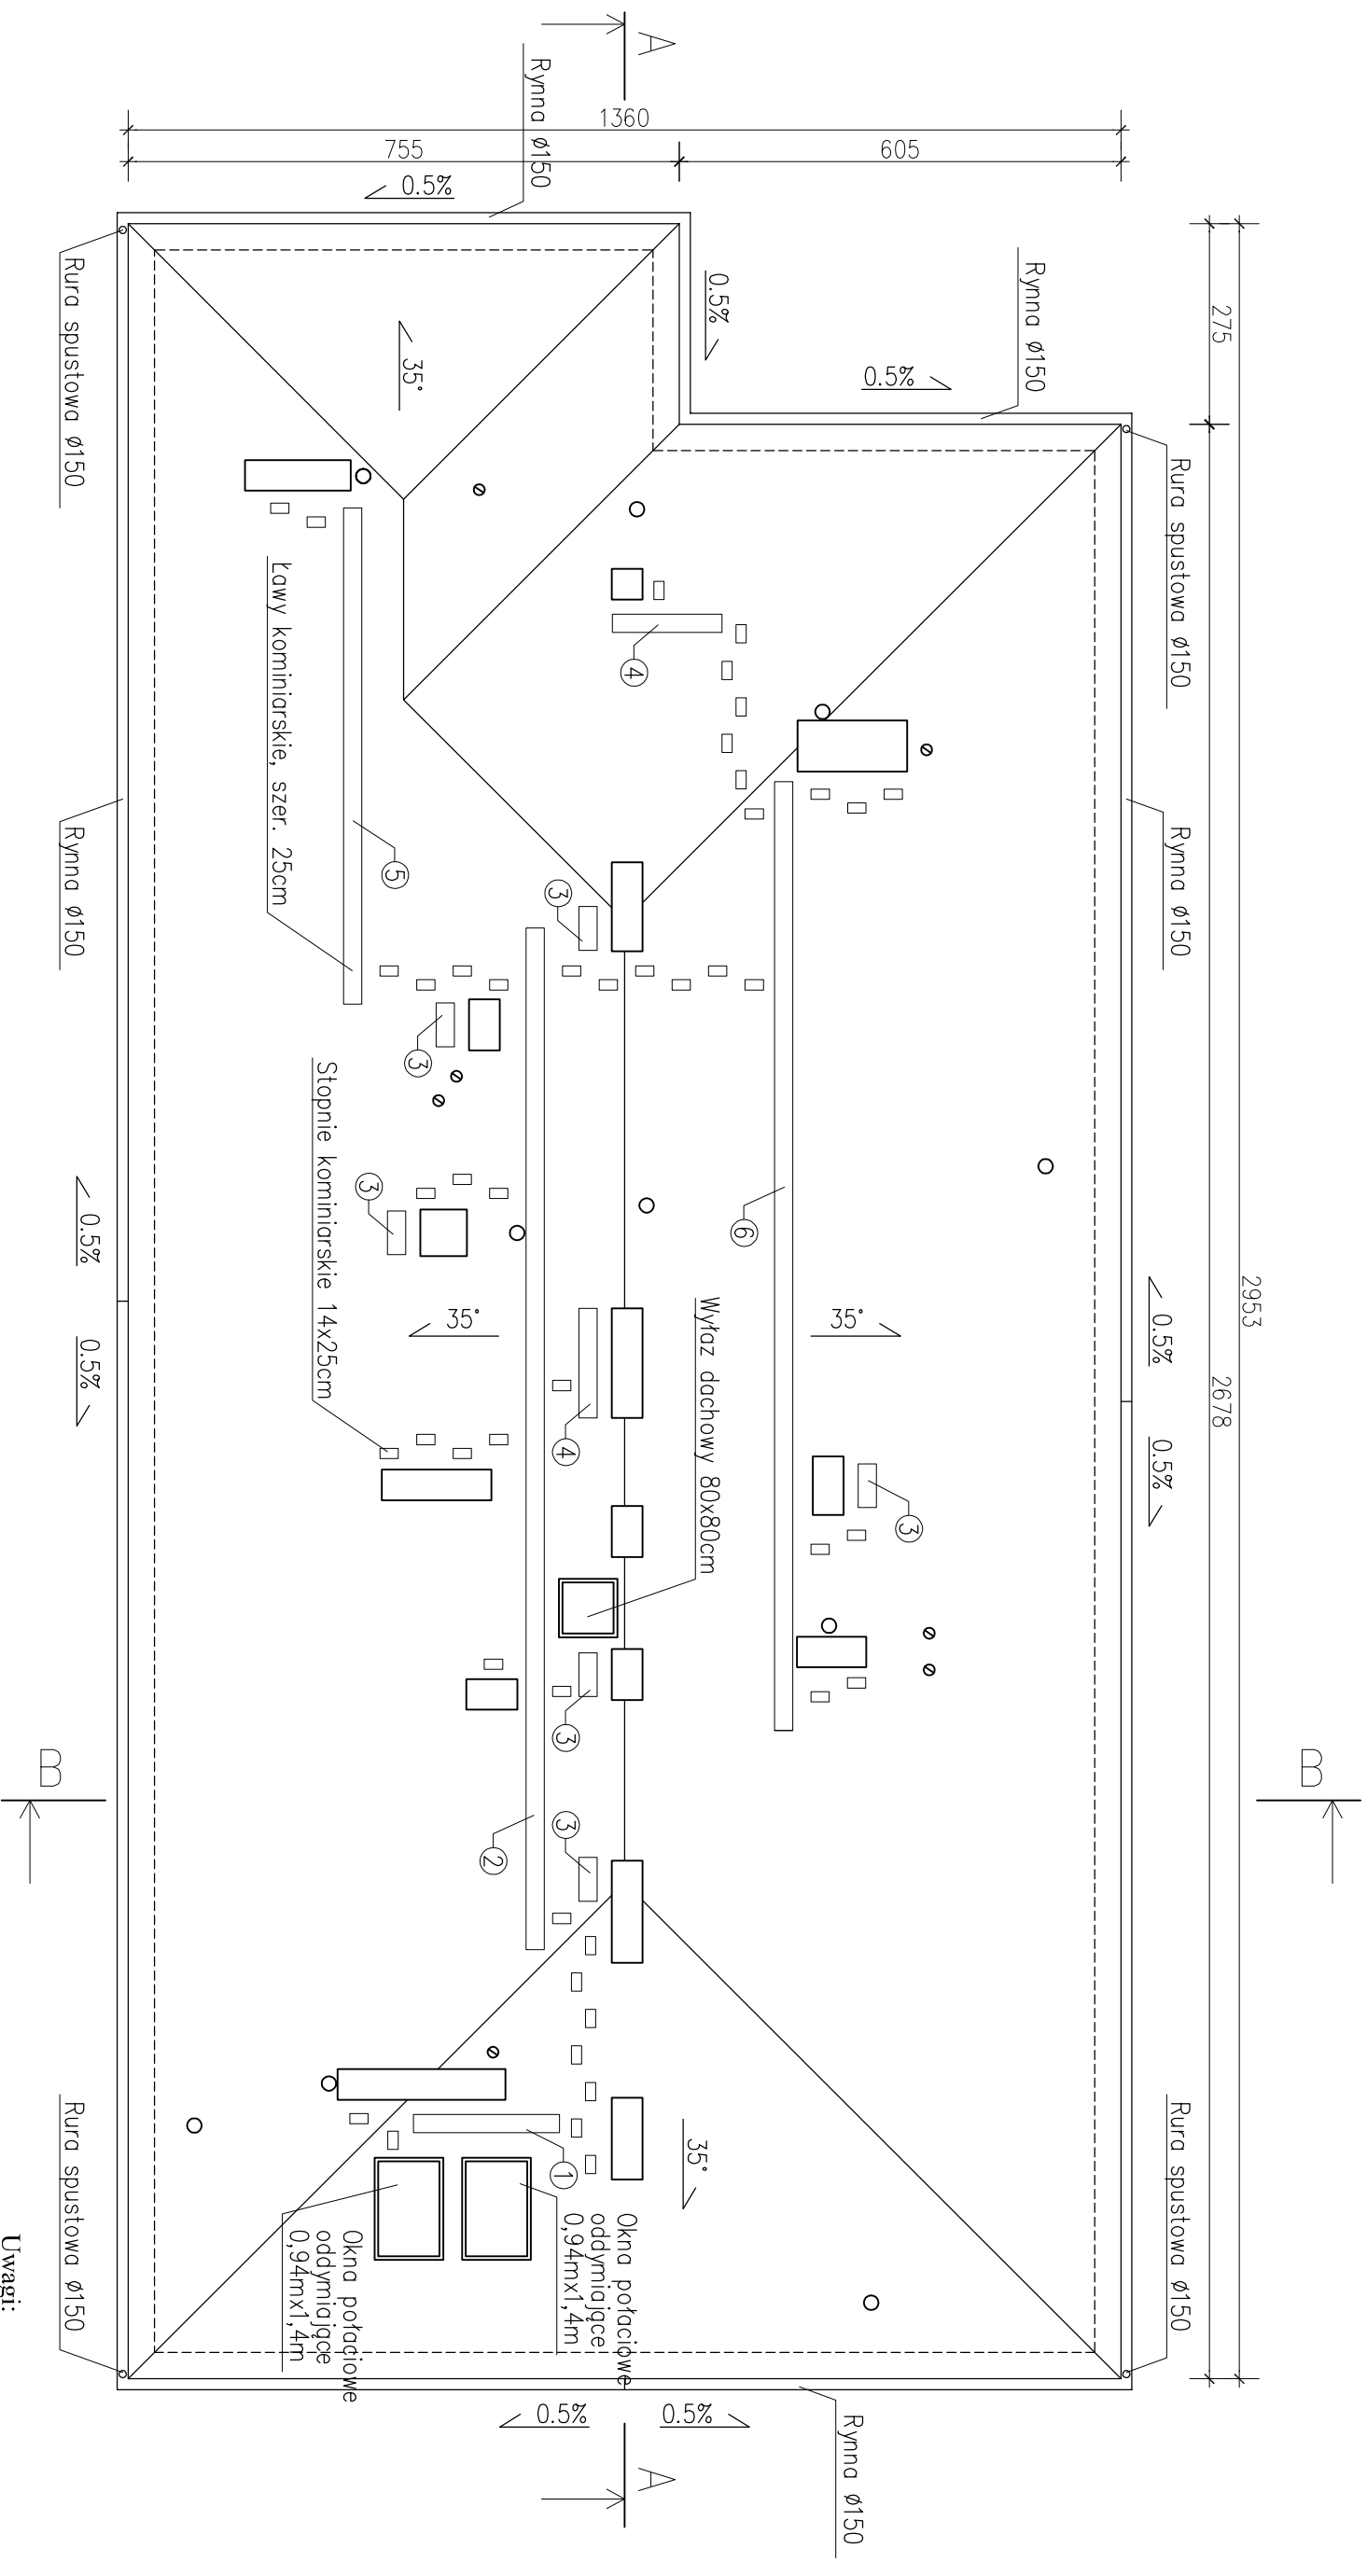 A
1360
755
605
Rynna ø150
0.5%
Rynna ø150
0.5%
0.5%
275
2953
2678
Rura spustowa ø150
Rura spustowa ø150
35°
4
Ławy kominiarskie, szer. 25cm
5
3
3
Rynna ø150
Rynna ø150
Stopnie kominiarskie 14x25cm
3
6
35°
35°
Wyłaz dachowy 80x80cm
0.5%
0.5%
0.5%
0.5%
4
3
3
3
2
B
B
1
35°
Okna połaciowe
oddymiające
0,94mx1,4m
Okna połaciowe
oddymiające
0,94mx1,4m
Rura spustowa ø150
Rura spustowa ø150
0.5%
0.5%
Rynna ø150
A
Uwagi: